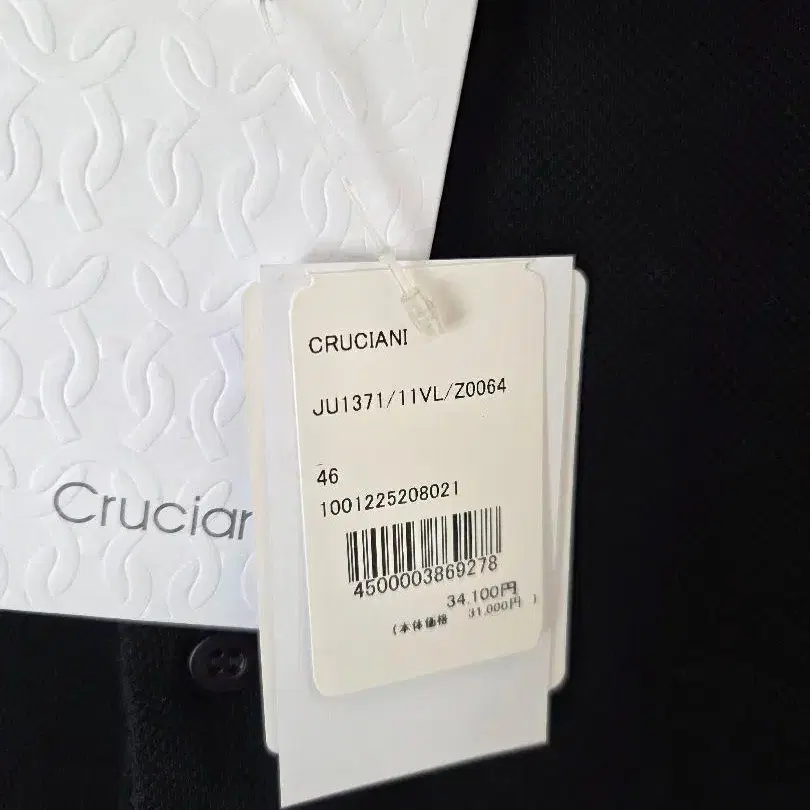 Crucian
CRUCIANI
JU1371/11VL/Z0064
46
1001225208021
4500003869278
34,100円
(本体価格 31,000円 )